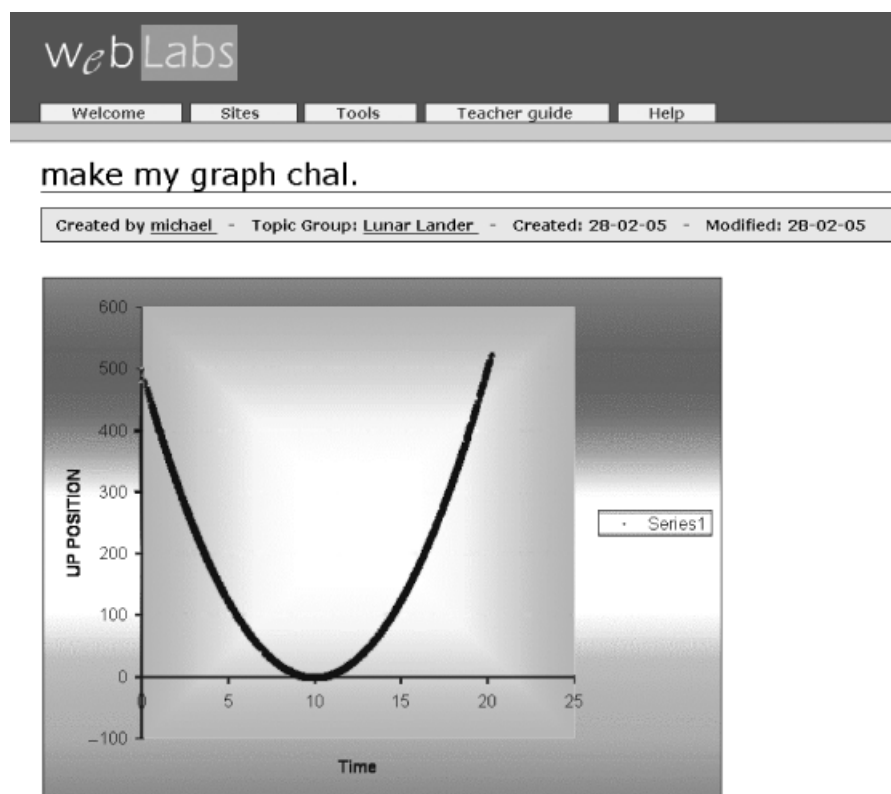 web Labs
Welcome Sites Tools Teacher guide Help
make my graph chal.
Created by michael - Topic Group: Lunar Lander - Created: 28-02-05 - Modified: 28-02-05
600
500
400
300
200
100
0
-100
UP POSITION
0 5 10 15 20 25
Time
Series1